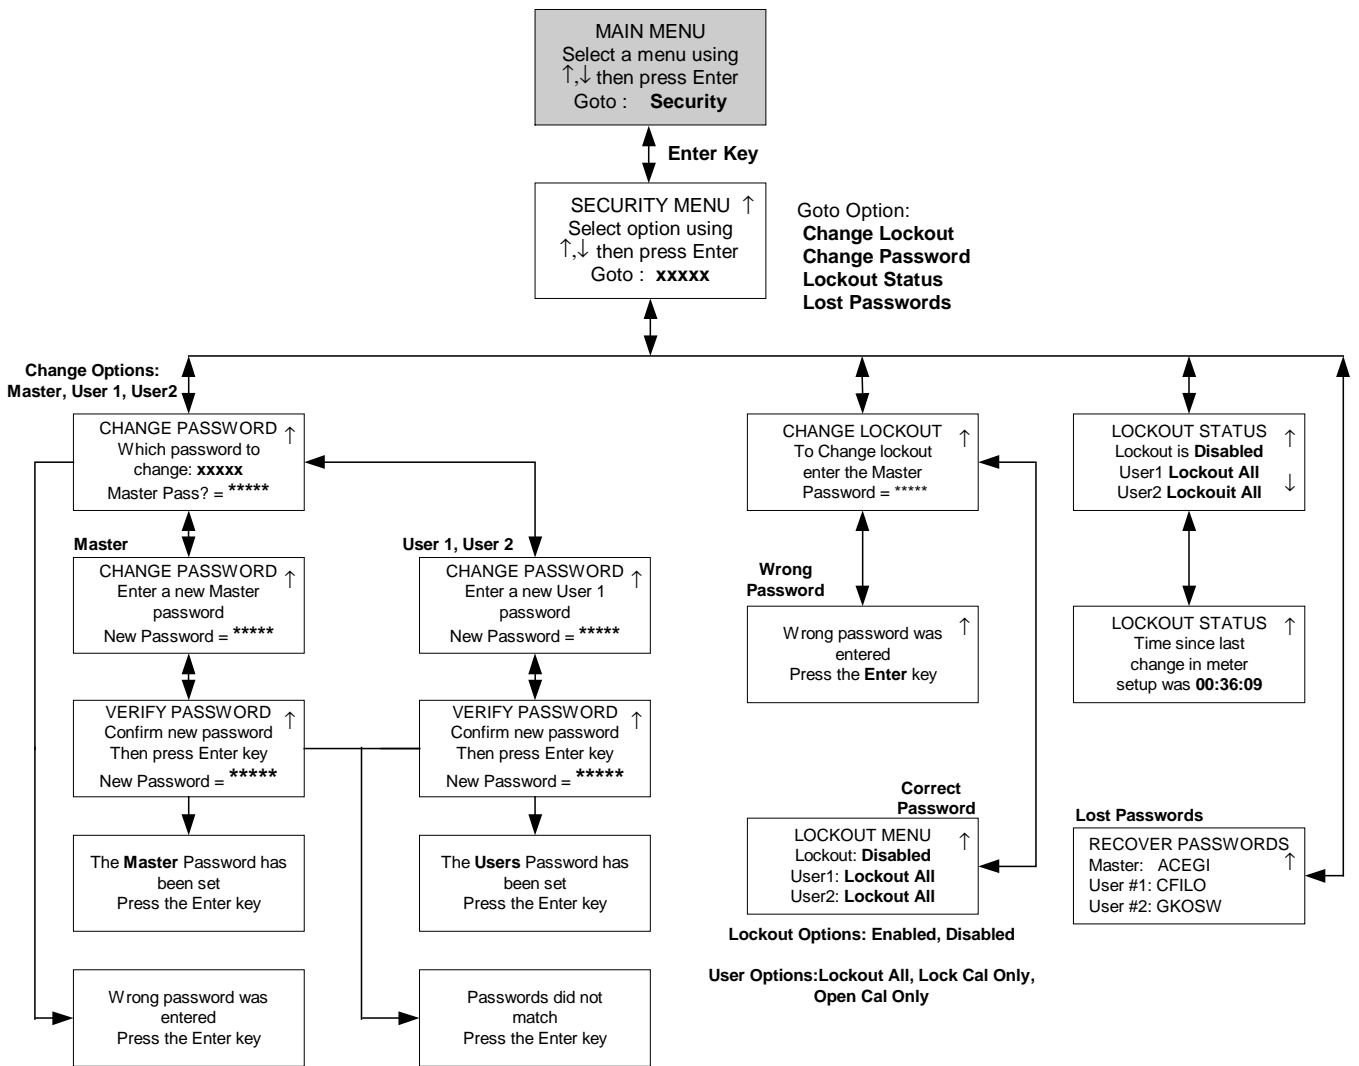 MAIN MENU
Select a menu using
↑,↓ then press Enter
Goto : Security
Enter Key
SECURITY MENU ↑
Select option using
↑,↓ then press Enter
Goto : xxxxx
Goto Option:
Change Lockout
Change Password
Lockout Status
Lost Passwords
Change Options:
Master, User 1, User2
CHANGE PASSWORD ↑
Which password to
change: xxxxx
Master Pass? = *****
CHANGE LOCKOUT ↑
To Change lockout
enter the Master
Password = *****
LOCKOUT STATUS ↑
Lockout is Disabled
User1 Lockout All
User2 Lockouit All ↓
Master
CHANGE PASSWORD ↑
Enter a new Master
password
New Password = *****
User 1, User 2
CHANGE PASSWORD ↑
Enter a new User 1
password
New Password = *****
Wrong
Password
Wrong password was ↑
entered
Press the Enter key
LOCKOUT STATUS ↑
Time since last
change in meter
setup was 00:36:09
VERIFY PASSWORD ↑
Confirm new password
Then press Enter key
New Password = *****
VERIFY PASSWORD ↑
Confirm new password
Then press Enter key
New Password = *****
The Master Password has
been set
Press the Enter key
The Users Password has
been set
Press the Enter key
Correct
Password
LOCKOUT MENU ↑
Lockout: Disabled
User1: Lockout All
User2: Lockout All
Lockout Options: Enabled, Disabled
User Options:Lockout All, Lock Cal Only,
Open Cal Only
Lost Passwords
RECOVER PASSWORDS
Master: ACEGI ↑
User #1: CFILO
User #2: GKOSW
Wrong password was
entered
Press the Enter key
Passwords did not
match
Press the Enter key